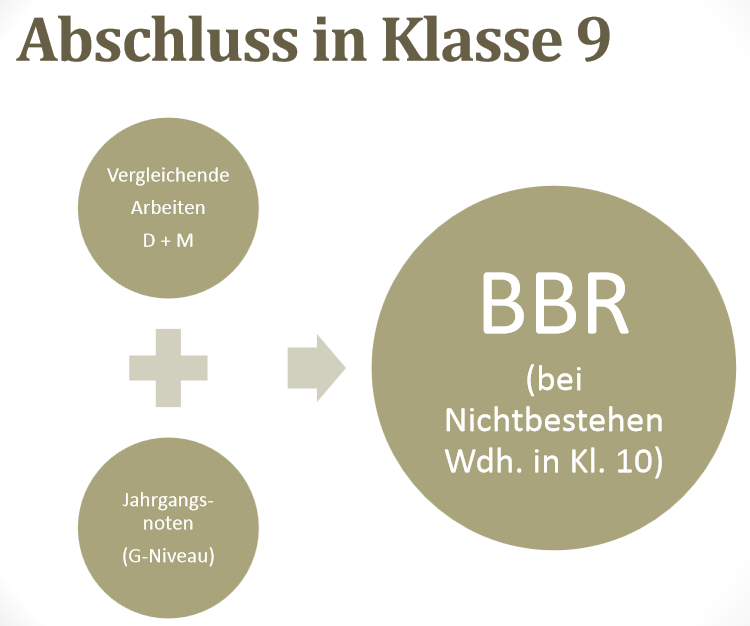 Abschluss in Klasse 9
Vergleichende
Arbeiten
D + M
Jahrgangs-
noten
(G-Niveau)
BBR
(bei
Nichtbestehen
Wdh. in Kl. 10)